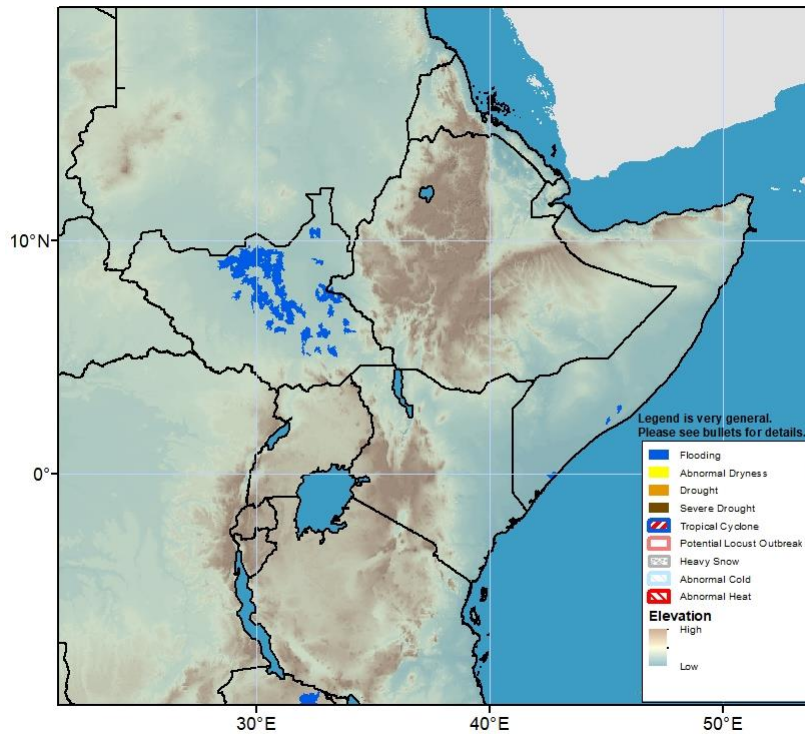 10°N
0°
Legend is very general.
Please see bullets for details.
Flooding
Abnormal Dryness
Drought
Severe Drought
Tropical Cyclone
Potential Locust Outbreak
Heavy Snow
Abnormal Cold
Abnormal Heat
Elevation
High
Low
30°E
40°E
50°E